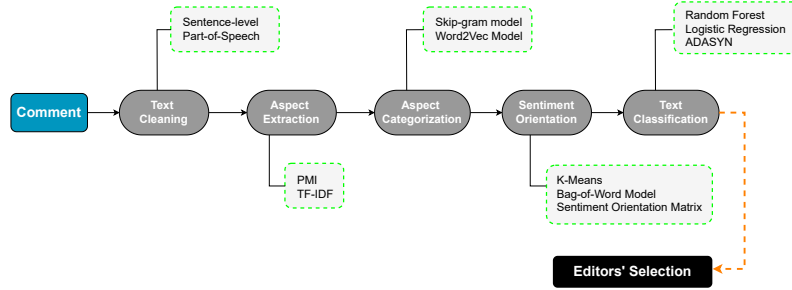 Sentence-level
Part-of-Speech
Skip-gram model
Word2Vec Model
Random Forest
Logistic Regression
ADASYN
Comment
Text
Cleaning
Aspect
Extraction
Aspect
Categorization
Sentiment
Orientation
Text
Classification
PMI
TF-IDF
K-Means
Bag-of-Word Model
Sentiment Orientation Matrix
Editors' Selection